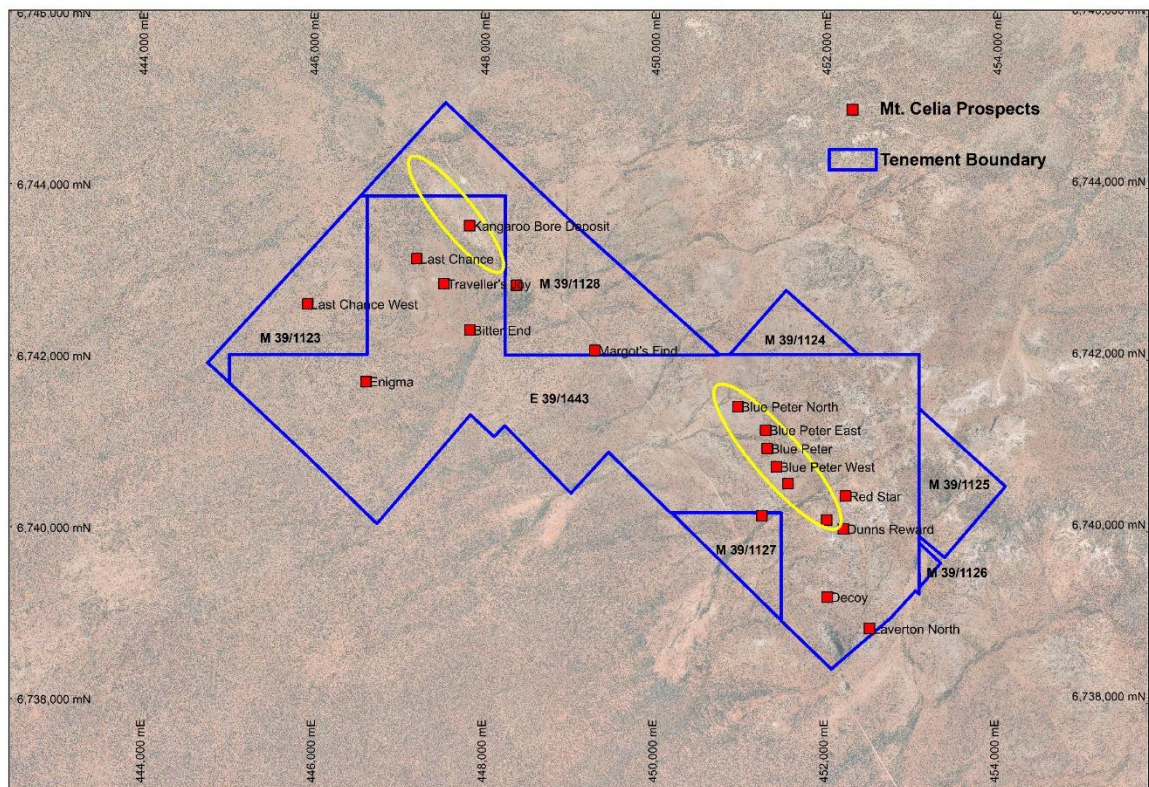 6,746,000 mN
444,000 mE
446,000 mE
448,000 mE
450,000 mE
452,000 mE
454,000 mE
Mt. Celia Prospects
Tenement Boundary
6,744,000 mN
6,744,000 mN
Kangaroo Bore Deposit
Last Chance
Traveller's Joy
M 39/1128
Last Chance West
Bitter End
M 39/1123
M 39/1124
6,742,000 mN
Margot's Find
6,742,000 mN
Enigma
E 39/1443
Blue Peter North
Blue Peter East
Blue Peter
Blue Peter West
M 39/1125
Red Star
6,740,000 mN
Dunns Reward
6,740,000 mN
M 39/1127
M 39/1126
Decoy
Laverton North
6,738,000 mN
6,738,000 mN
444,000 mE
446,000 mE
448,000 mE
450,000 mE
452,000 mE
454,000 mE